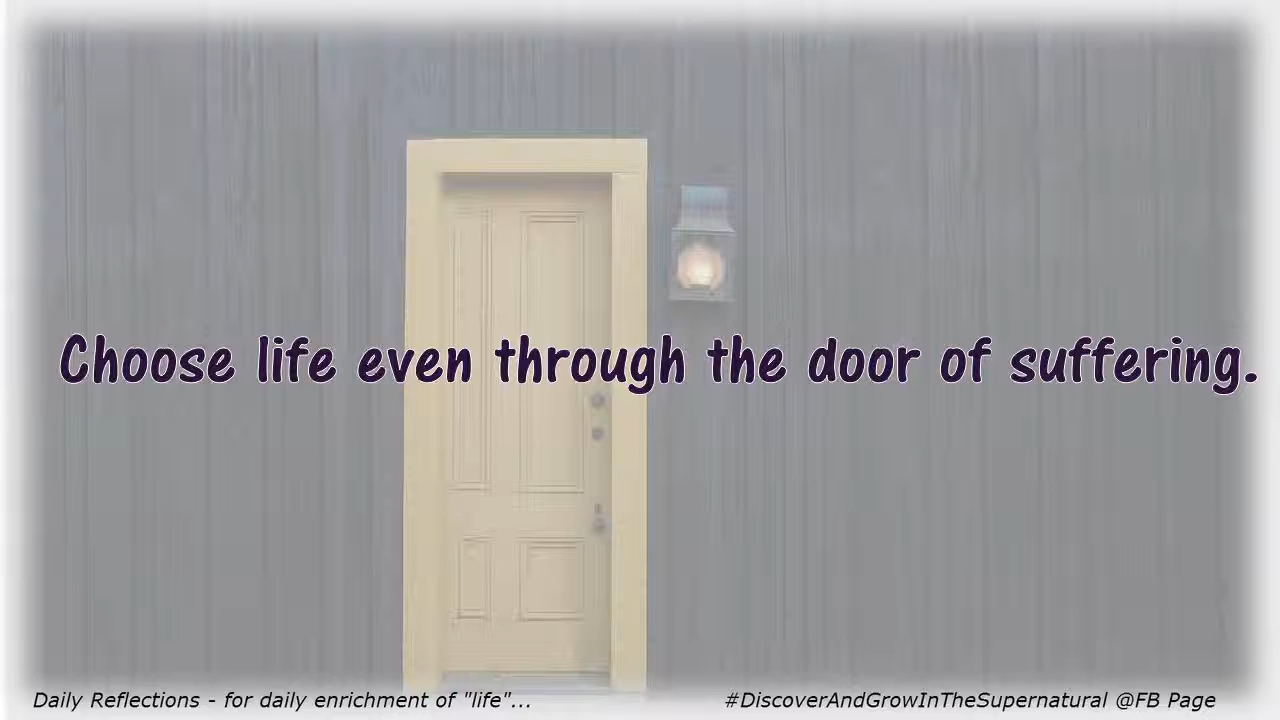 Choose life even through the door of suffering.
Daily Reflections - for daily enrichment of "life"...
#DiscoverAndGrowInTheSupernatural @FB Page